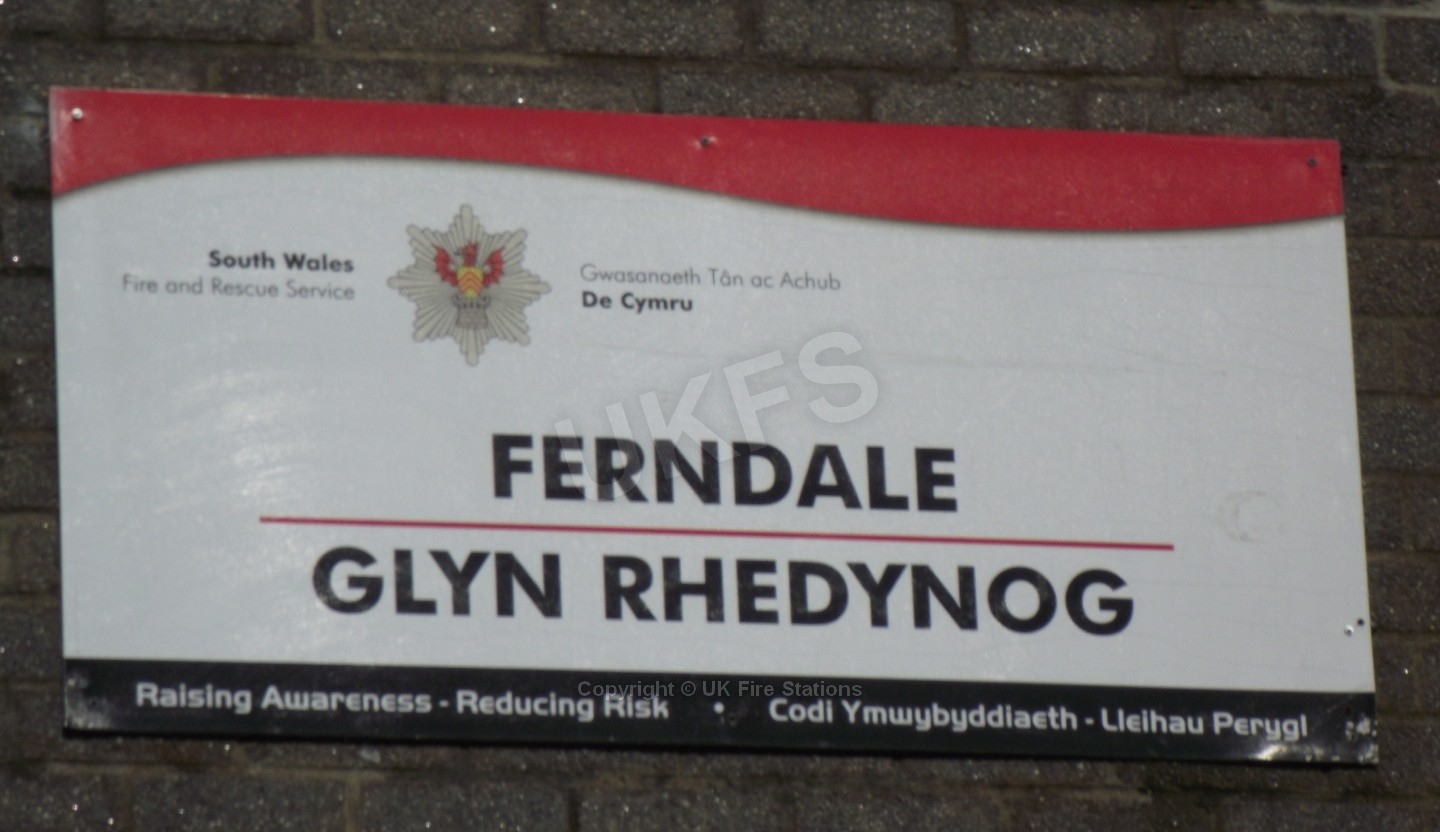 South Wales
Fire and Rescue Service
Gwasanaeth Tân ac Achub
De Cymru
UKFS
FERNDALE
GLYN RHEDYNOG
Copyright © UK Fire Stations
Raising Awareness - Reducing Risk • Codi Ymwybyddiaeth - Lleihau Perygl